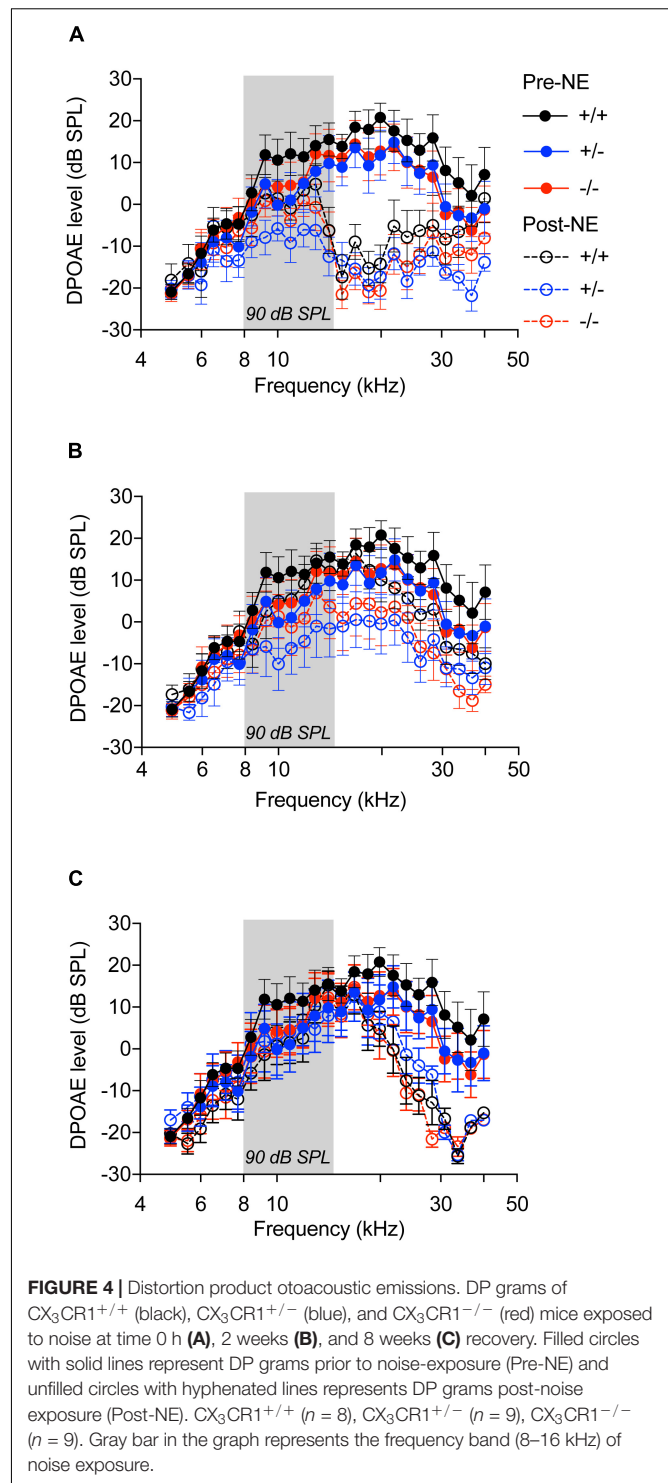 A
30
20
10
0
-10
-20
-30
DPOAE level (dB SPL)
90 dB SPL
4 6 8 10 30 50
Frequency (kHz)
Pre-NE
+/+
+/-
-/-
Post-NE
+/+
+/-
-/-
B
30
20
10
0
-10
-20
-30
DPOAE level (dB SPL)
90 dB SPL
4 6 8 10 30 50
Frequency (kHz)
C
30
20
10
0
-10
-20
-30
DPOAE level (dB SPL)
90 dB SPL
4 6 8 10 30 50
Frequency (kHz)
FIGURE 4 | Distortion product otoacoustic emissions. DP grams of
CX₃CR1⁺/⁺ (black), CX₃CR1⁺/⁻ (blue), and CX₃CR1⁻/⁻ (red) mice exposed
to noise at time 0 h (A), 2 weeks (B), and 8 weeks (C) recovery. Filled circles
with solid lines represent DP grams prior to noise-exposure (Pre-NE) and
unfilled circles with hyphenated lines represents DP grams post-noise
exposure (Post-NE). CX₃CR1⁺/⁺ (n = 8), CX₃CR1⁺/⁻ (n = 9), CX₃CR1⁻/⁻
(n = 9). Gray bar in the graph represents the frequency band (8–16 kHz) of
noise exposure.